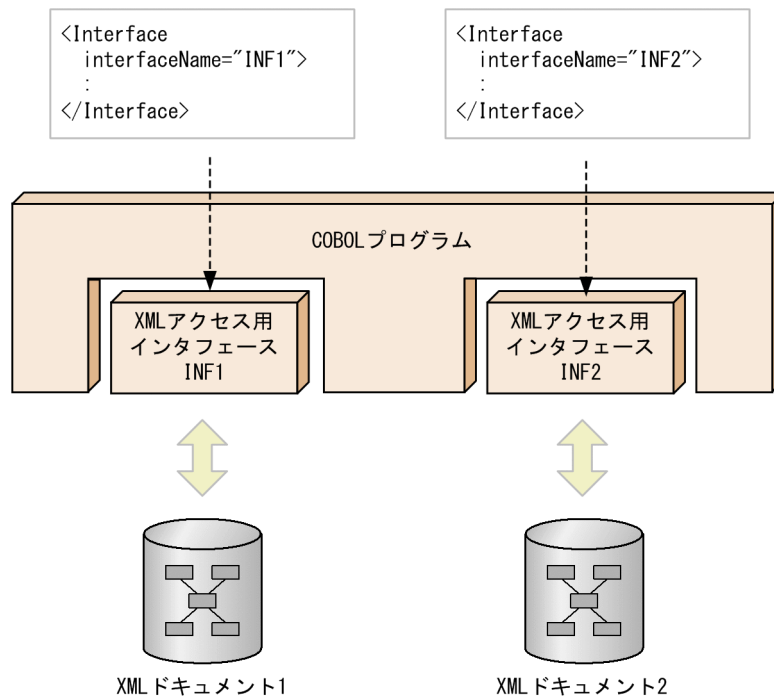 <Interface
interfaceName="INF1">
:
</Interface>
<Interface
interfaceName="INF2">
:
</Interface>
COBOLプログラム
XMLアクセス用
インタフェース
INF1
XMLアクセス用
インタフェース
INF2
XMLドキュメント1
XMLドキュメント2